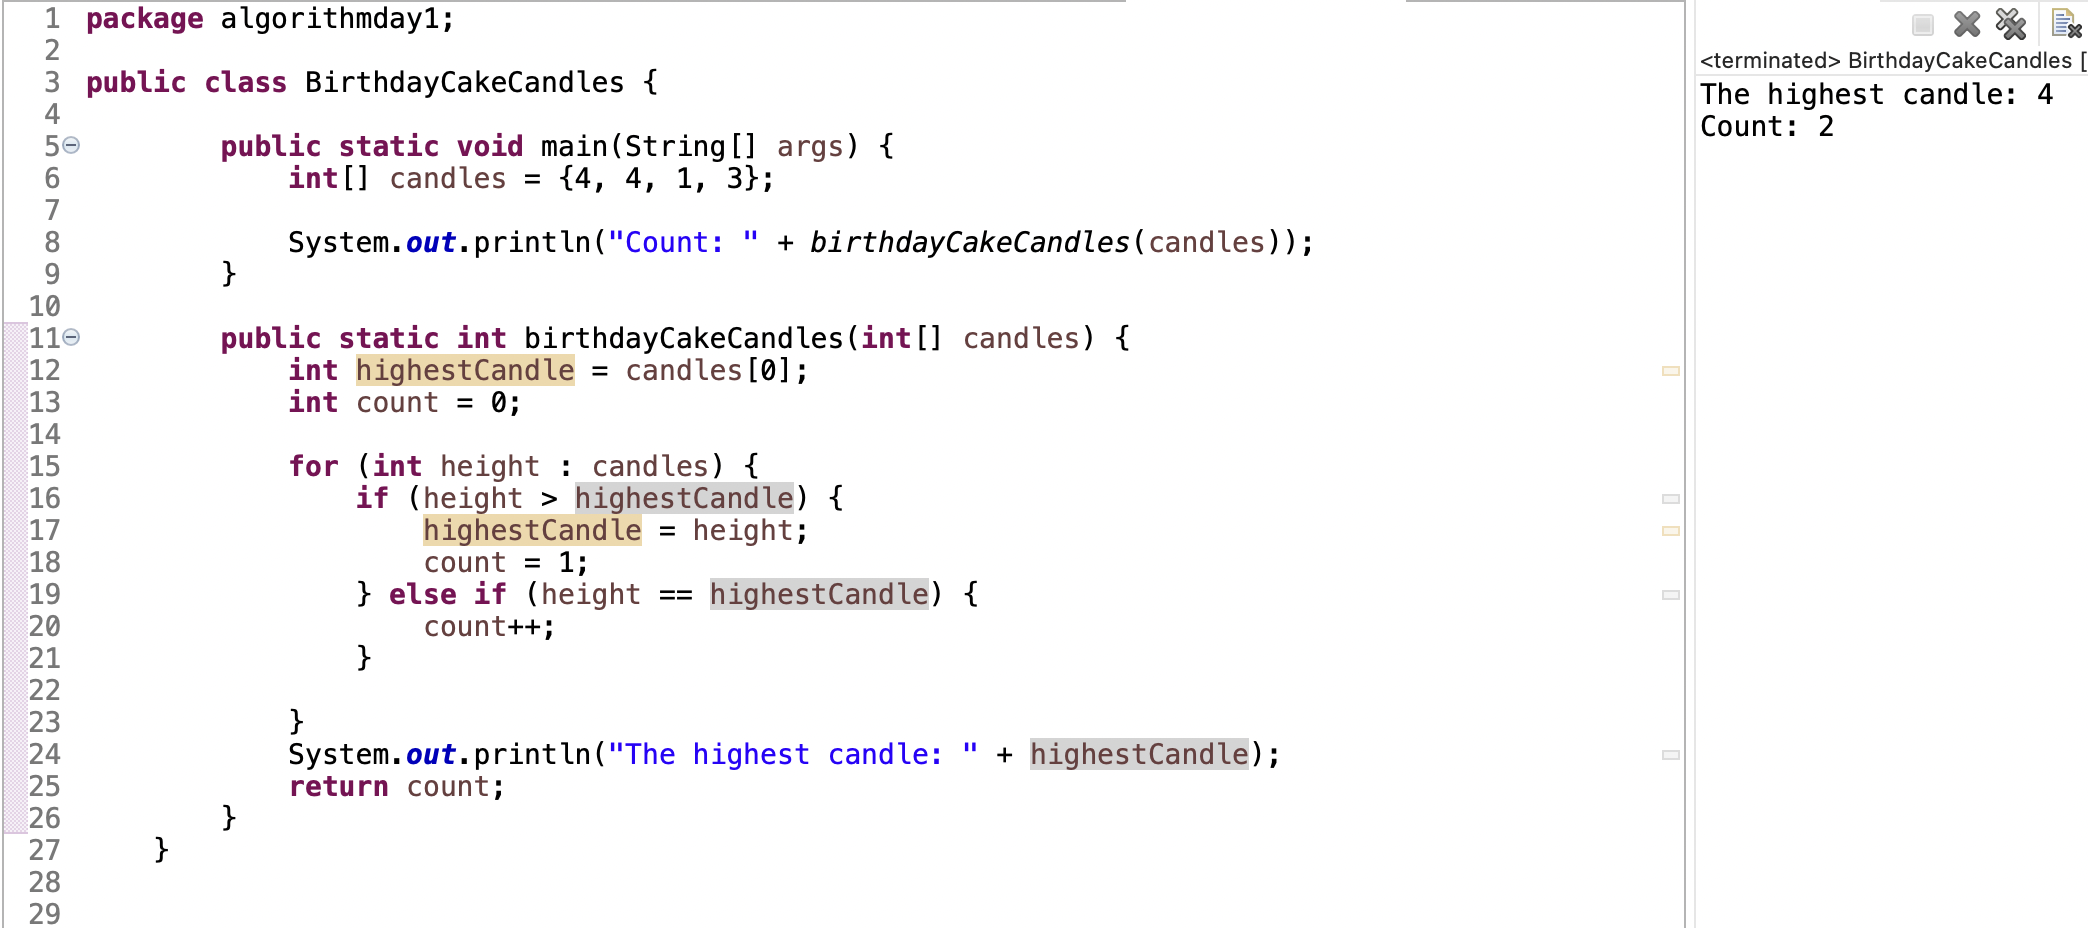 1 package algorithmday1;
2
3 public class BirthdayCakeCandles {
4
5 public static void main(String[] args) {
6 int[] candles = {4, 4, 1, 3};
7
8 System.out.println("Count: " + birthdayCakeCandles(candles));
9 }
10
11 public static int birthdayCakeCandles(int[] candles) {
12 int highestCandle = candles[0];
13 int count = 0;
14
15 for (int height : candles) {
16 if (height > highestCandle) {
17 highestCandle = height;
18 count = 1;
19 } else if (height == highestCandle) {
20 count++;
21 }
22
23 }
24 System.out.println("The highest candle: " + highestCandle);
25 return count;
26 }
27 }
28
29
<terminated> BirthdayCakeCandles [
The highest candle: 4
Count: 2